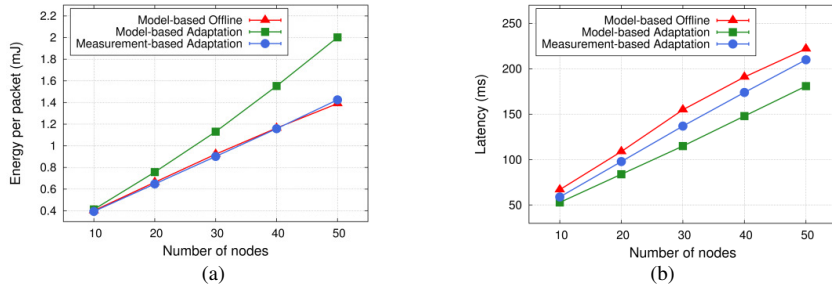 Model-based Offline
Model-based Adaptation
Measurement-based Adaptation
Energy per packet (mJ)
2.2
2
1.8
1.6
1.4
1.2
1
0.8
0.6
0.4
10 20 30 40 50
Number of nodes
(a)
Model-based Offline
Model-based Adaptation
Measurement-based Adaptation
Latency (ms)
250
200
150
100
50
10 20 30 40 50
Number of nodes
(b)